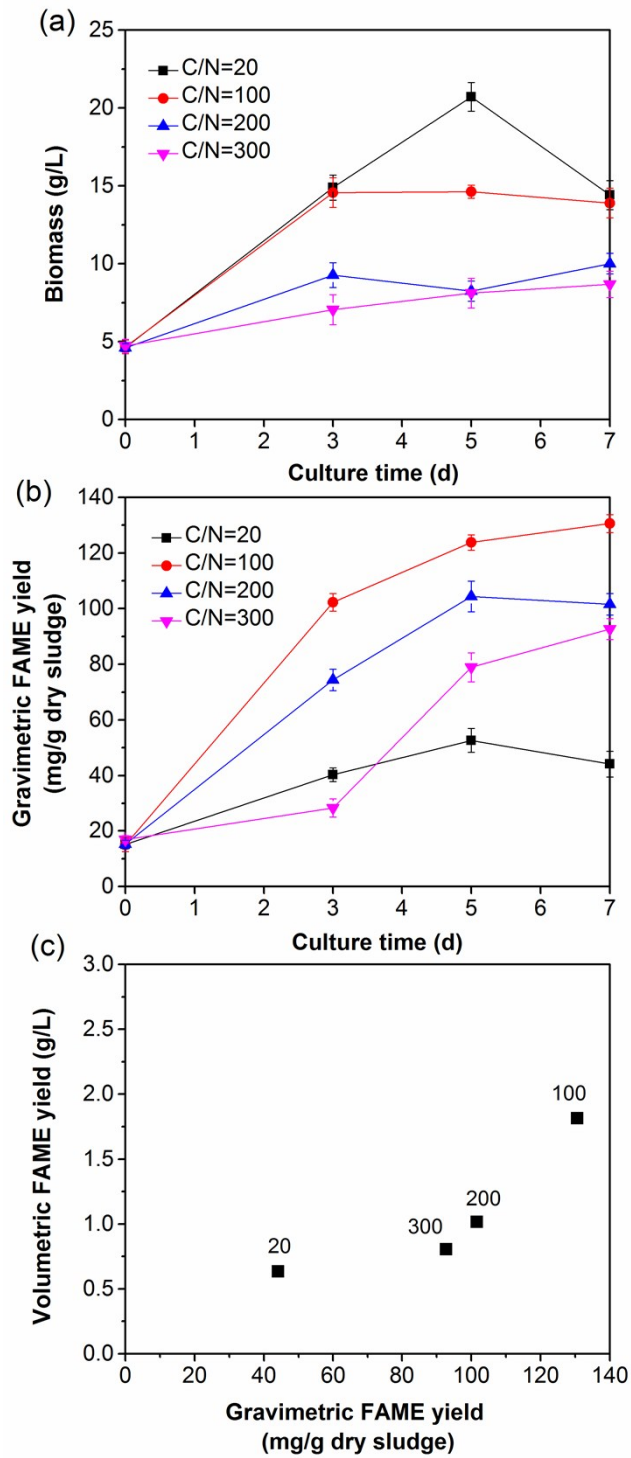 (a)
25
20
15
10
5
0
Biomass (g/L)
C/N=20
C/N=100
C/N=200
C/N=300
0 1 2 3 4 5 6 7
Culture time (d)
(b)
140
120
100
80
60
40
20
0
Gravimetric FAME yield
(mg/g dry sludge)
C/N=20
C/N=100
C/N=200
C/N=300
0 1 2 3 4 5 6 7
Culture time (d)
(c)
3.0
2.5
2.0
1.5
1.0
0.5
0.0
Volumetric FAME yield (g/L)
100
200
300
20
0 20 40 60 80 100 120 140
Gravimetric FAME yield
(mg/g dry sludge)